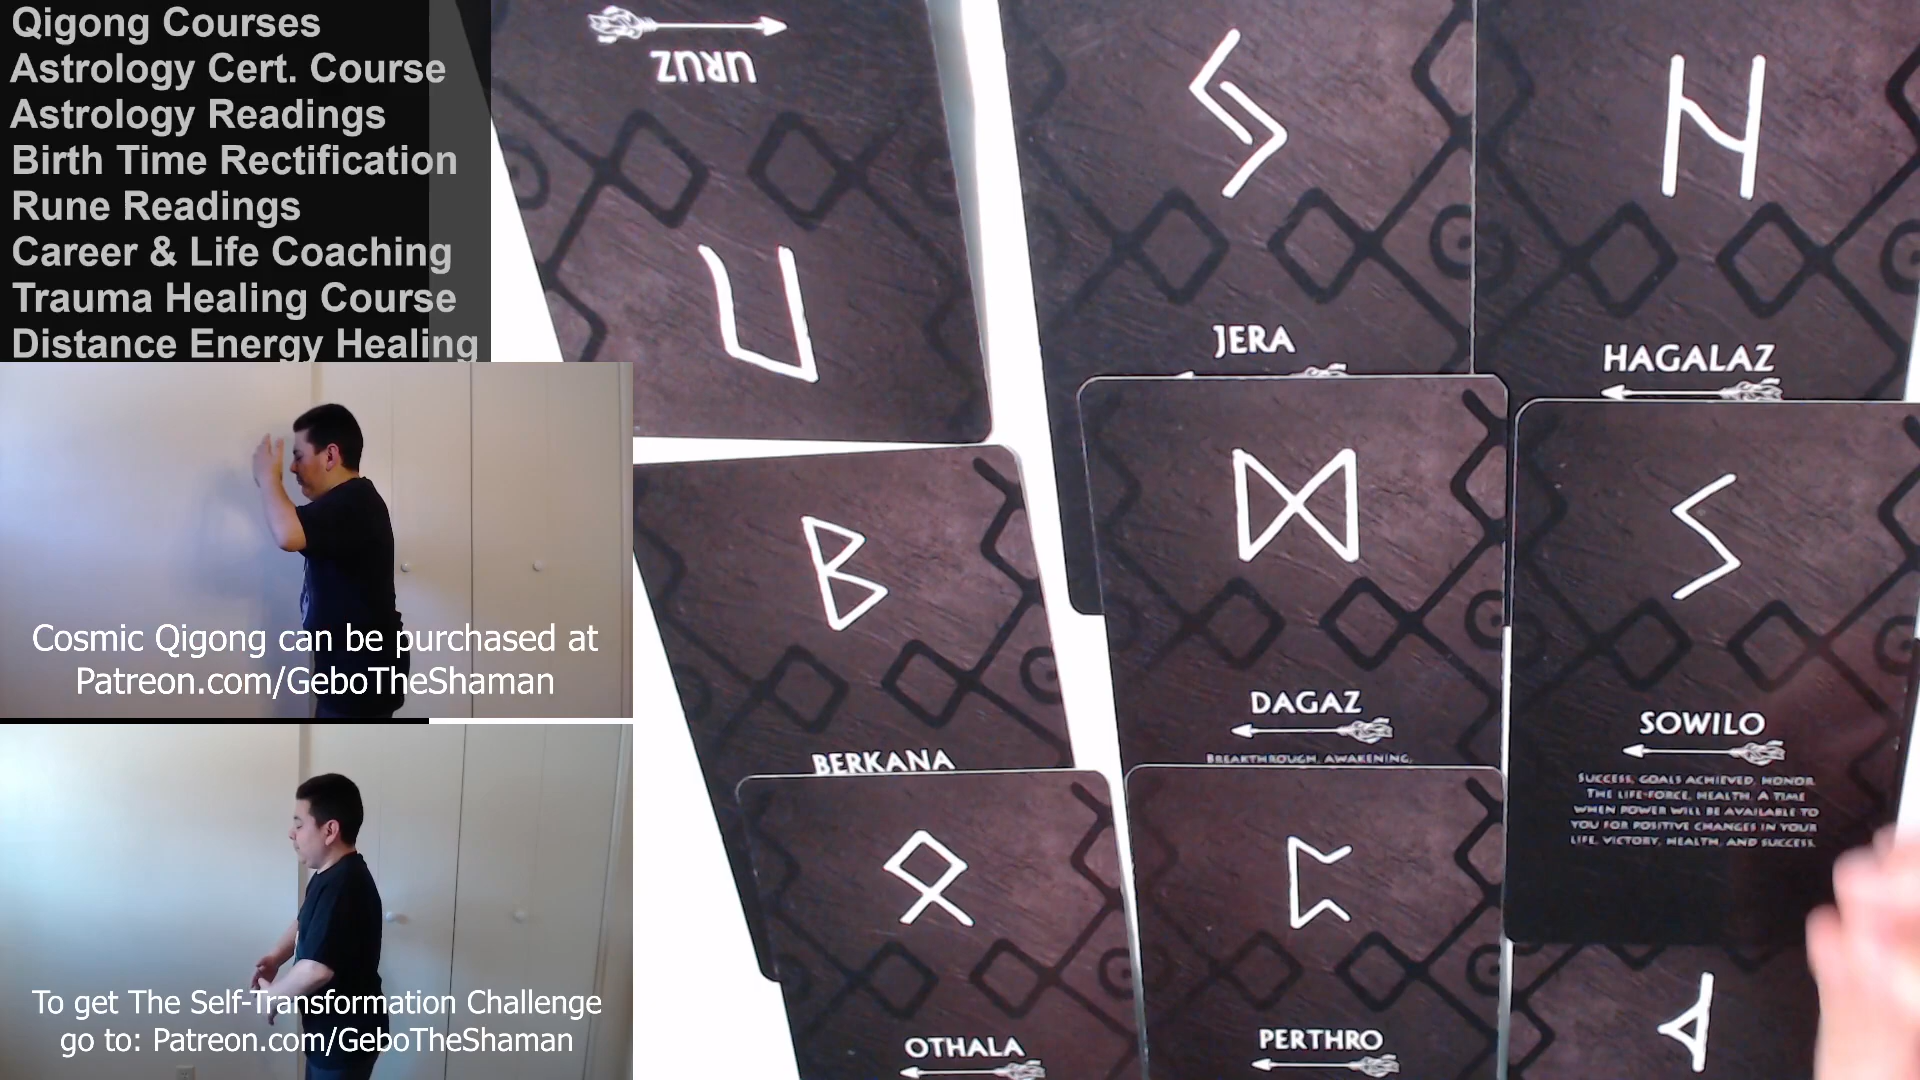 Qigong Courses
Astrology Cert. Course
Astrology Readings
Birth Time Rectification
Rune Readings
Career & Life Coaching
Trauma Healing Course
Distance Energy Healing
Cosmic Qigong can be purchased at
Patreon.com/GeboTheShaman
To get The Self-Transformation Challenge
go to: Patreon.com/GeboTheShaman
URUZ
JERA
HAGALAZ
BERKANA
DAGAZ
BREAKTHROUGH, AWAKENING,
SOWILO
SUCCESS, GOALS ACHIEVED, HONOR.
THE LIFE-FORCE, HEALTH. A TIME
WHEN POWER WILL BE AVAILABLE TO
YOU FOR POSITIVE CHANGES IN YOUR
LIFE, VICTORY, HEALTH, AND SUCCESS.
OTHALA
PERTHRO